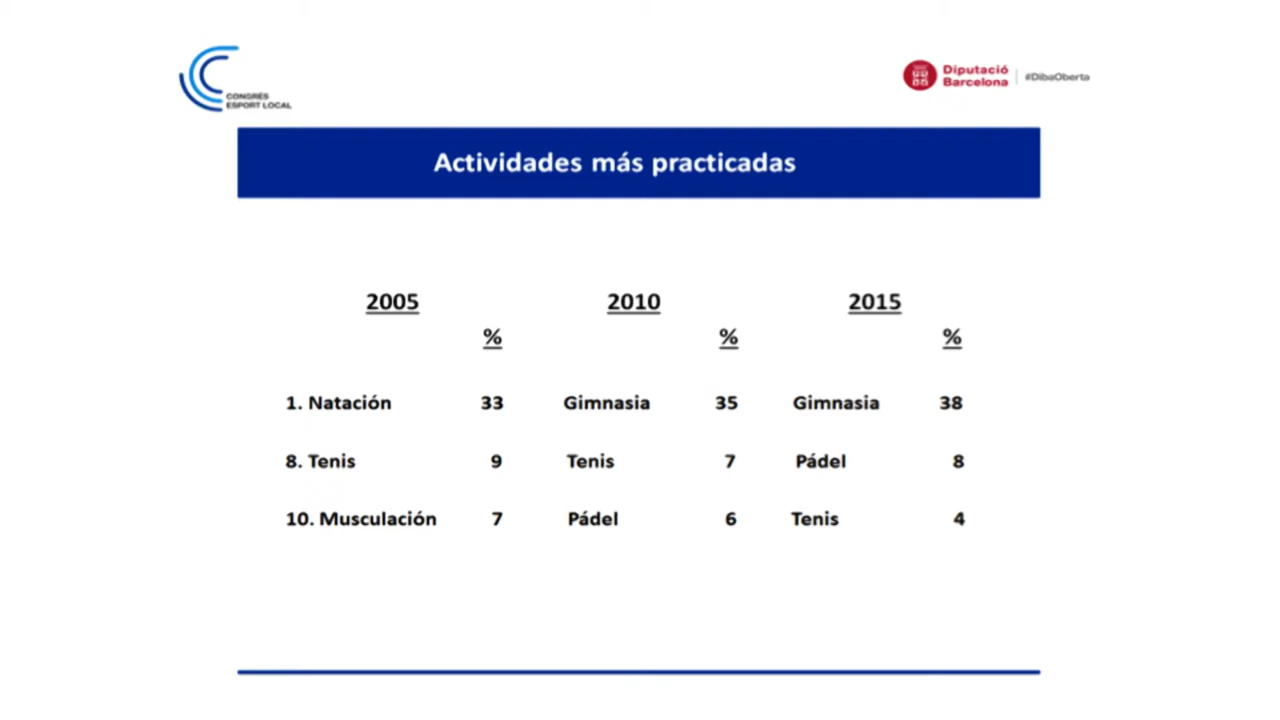 CONGRÉS
ESPORT LOCAL
Diputació
Barcelona
#DibaOberta
Actividades más practicadas
2005 2010 2015
% % %
1. Natación 33 Gimnasia 35 Gimnasia 38
8. Tenis 9 Tenis 7 Pádel 8
10. Musculación 7 Pádel 6 Tenis 4